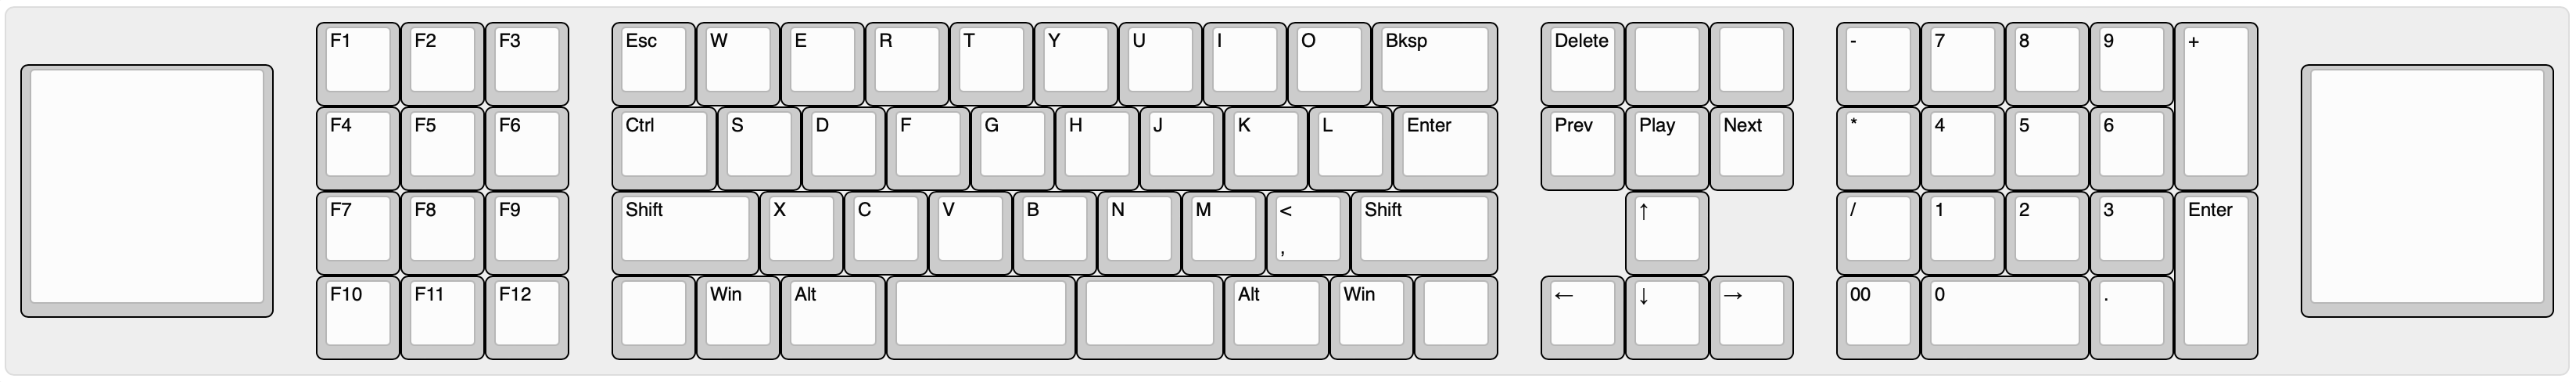 F1 F2 F3 Esc W E R T Y U I O Bksp Delete - 7 8 9 +
F4 F5 F6 Ctrl S D F G H J K L Enter Prev Play Next * 4 5 6
F7 F8 F9 Shift X C V B N M < Shift ↑ / 1 2 3 Enter
,
F10 F11 F12 Win Alt Alt Win ← ↓ → 00 0 .